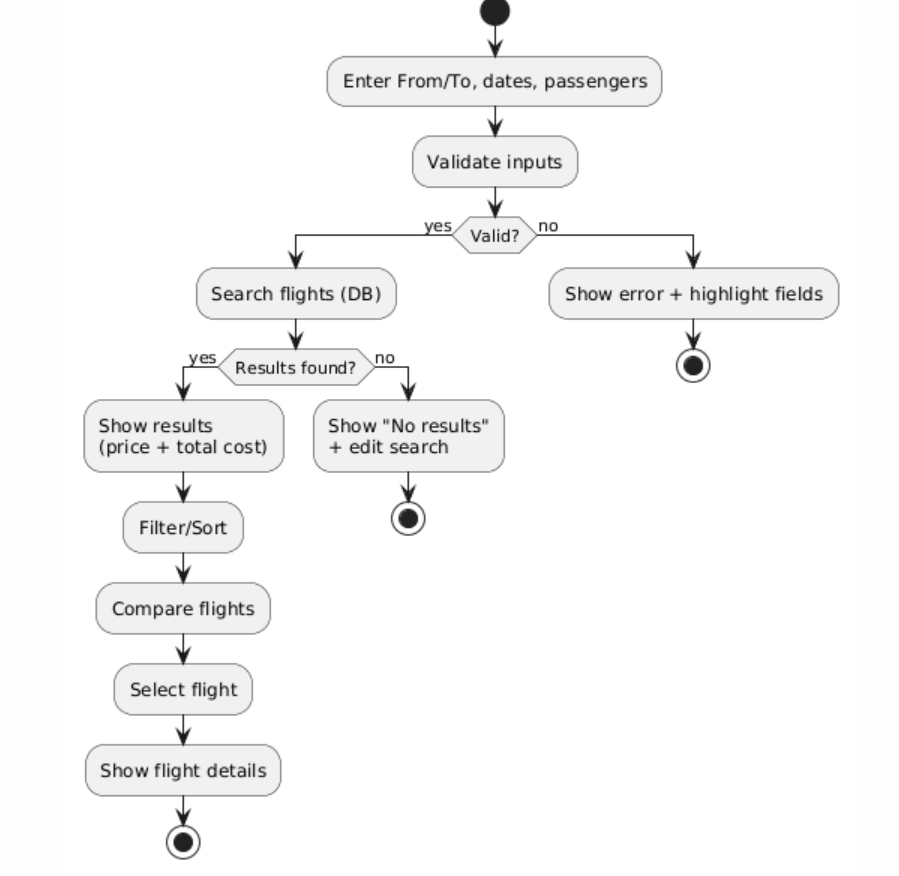 Enter From/To, dates, passengers
Validate inputs
yes
Valid?
no
Search flights (DB)
Show error + highlight fields
yes
Results found?
no
Show results
(price + total cost)
Show "No results"
+ edit search
Filter/Sort
Compare flights
Select flight
Show flight details